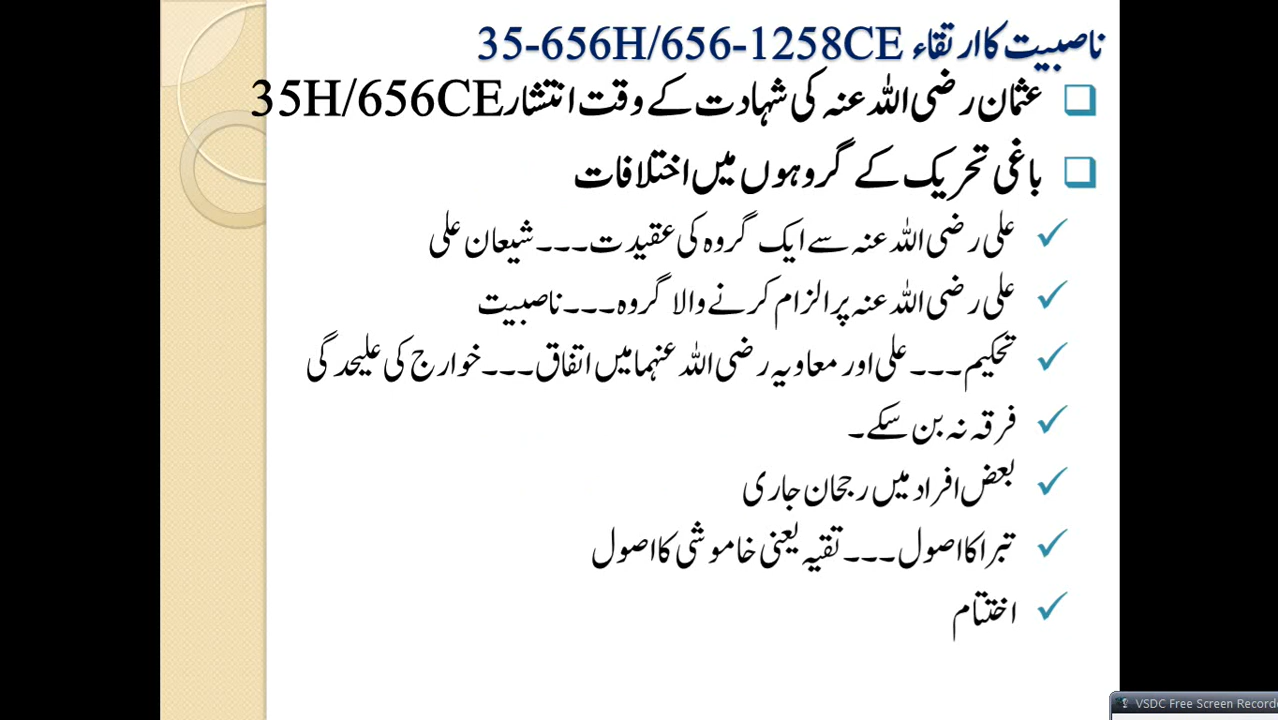 ناصبیت کا ارتقاء 35-656H/656-1258CE
عثمان رضی اللہ عنہ کی شہادت کے وقت انتشار 35H/656CE
باغی تحریک کے گروہوں میں اختلافات
علی رضی اللہ عنہ سے ایک گروہ کی عقیدت۔۔۔شیعان علی
علی رضی اللہ عنہ پر الزام کرنے والا گروہ۔۔۔ناصبیت
تحکیم۔۔۔علی اور معاویہ رضی اللہ عنہما میں اتفاق۔۔۔خوارج کی علیحدگی
فرقہ نہ بن سکے۔
بعض افراد میں رجحان جاری
تبرا کا اصول۔۔۔تقیہ یعنی خاموشی کا اصول
اختتام
VSDC Free Screen Record